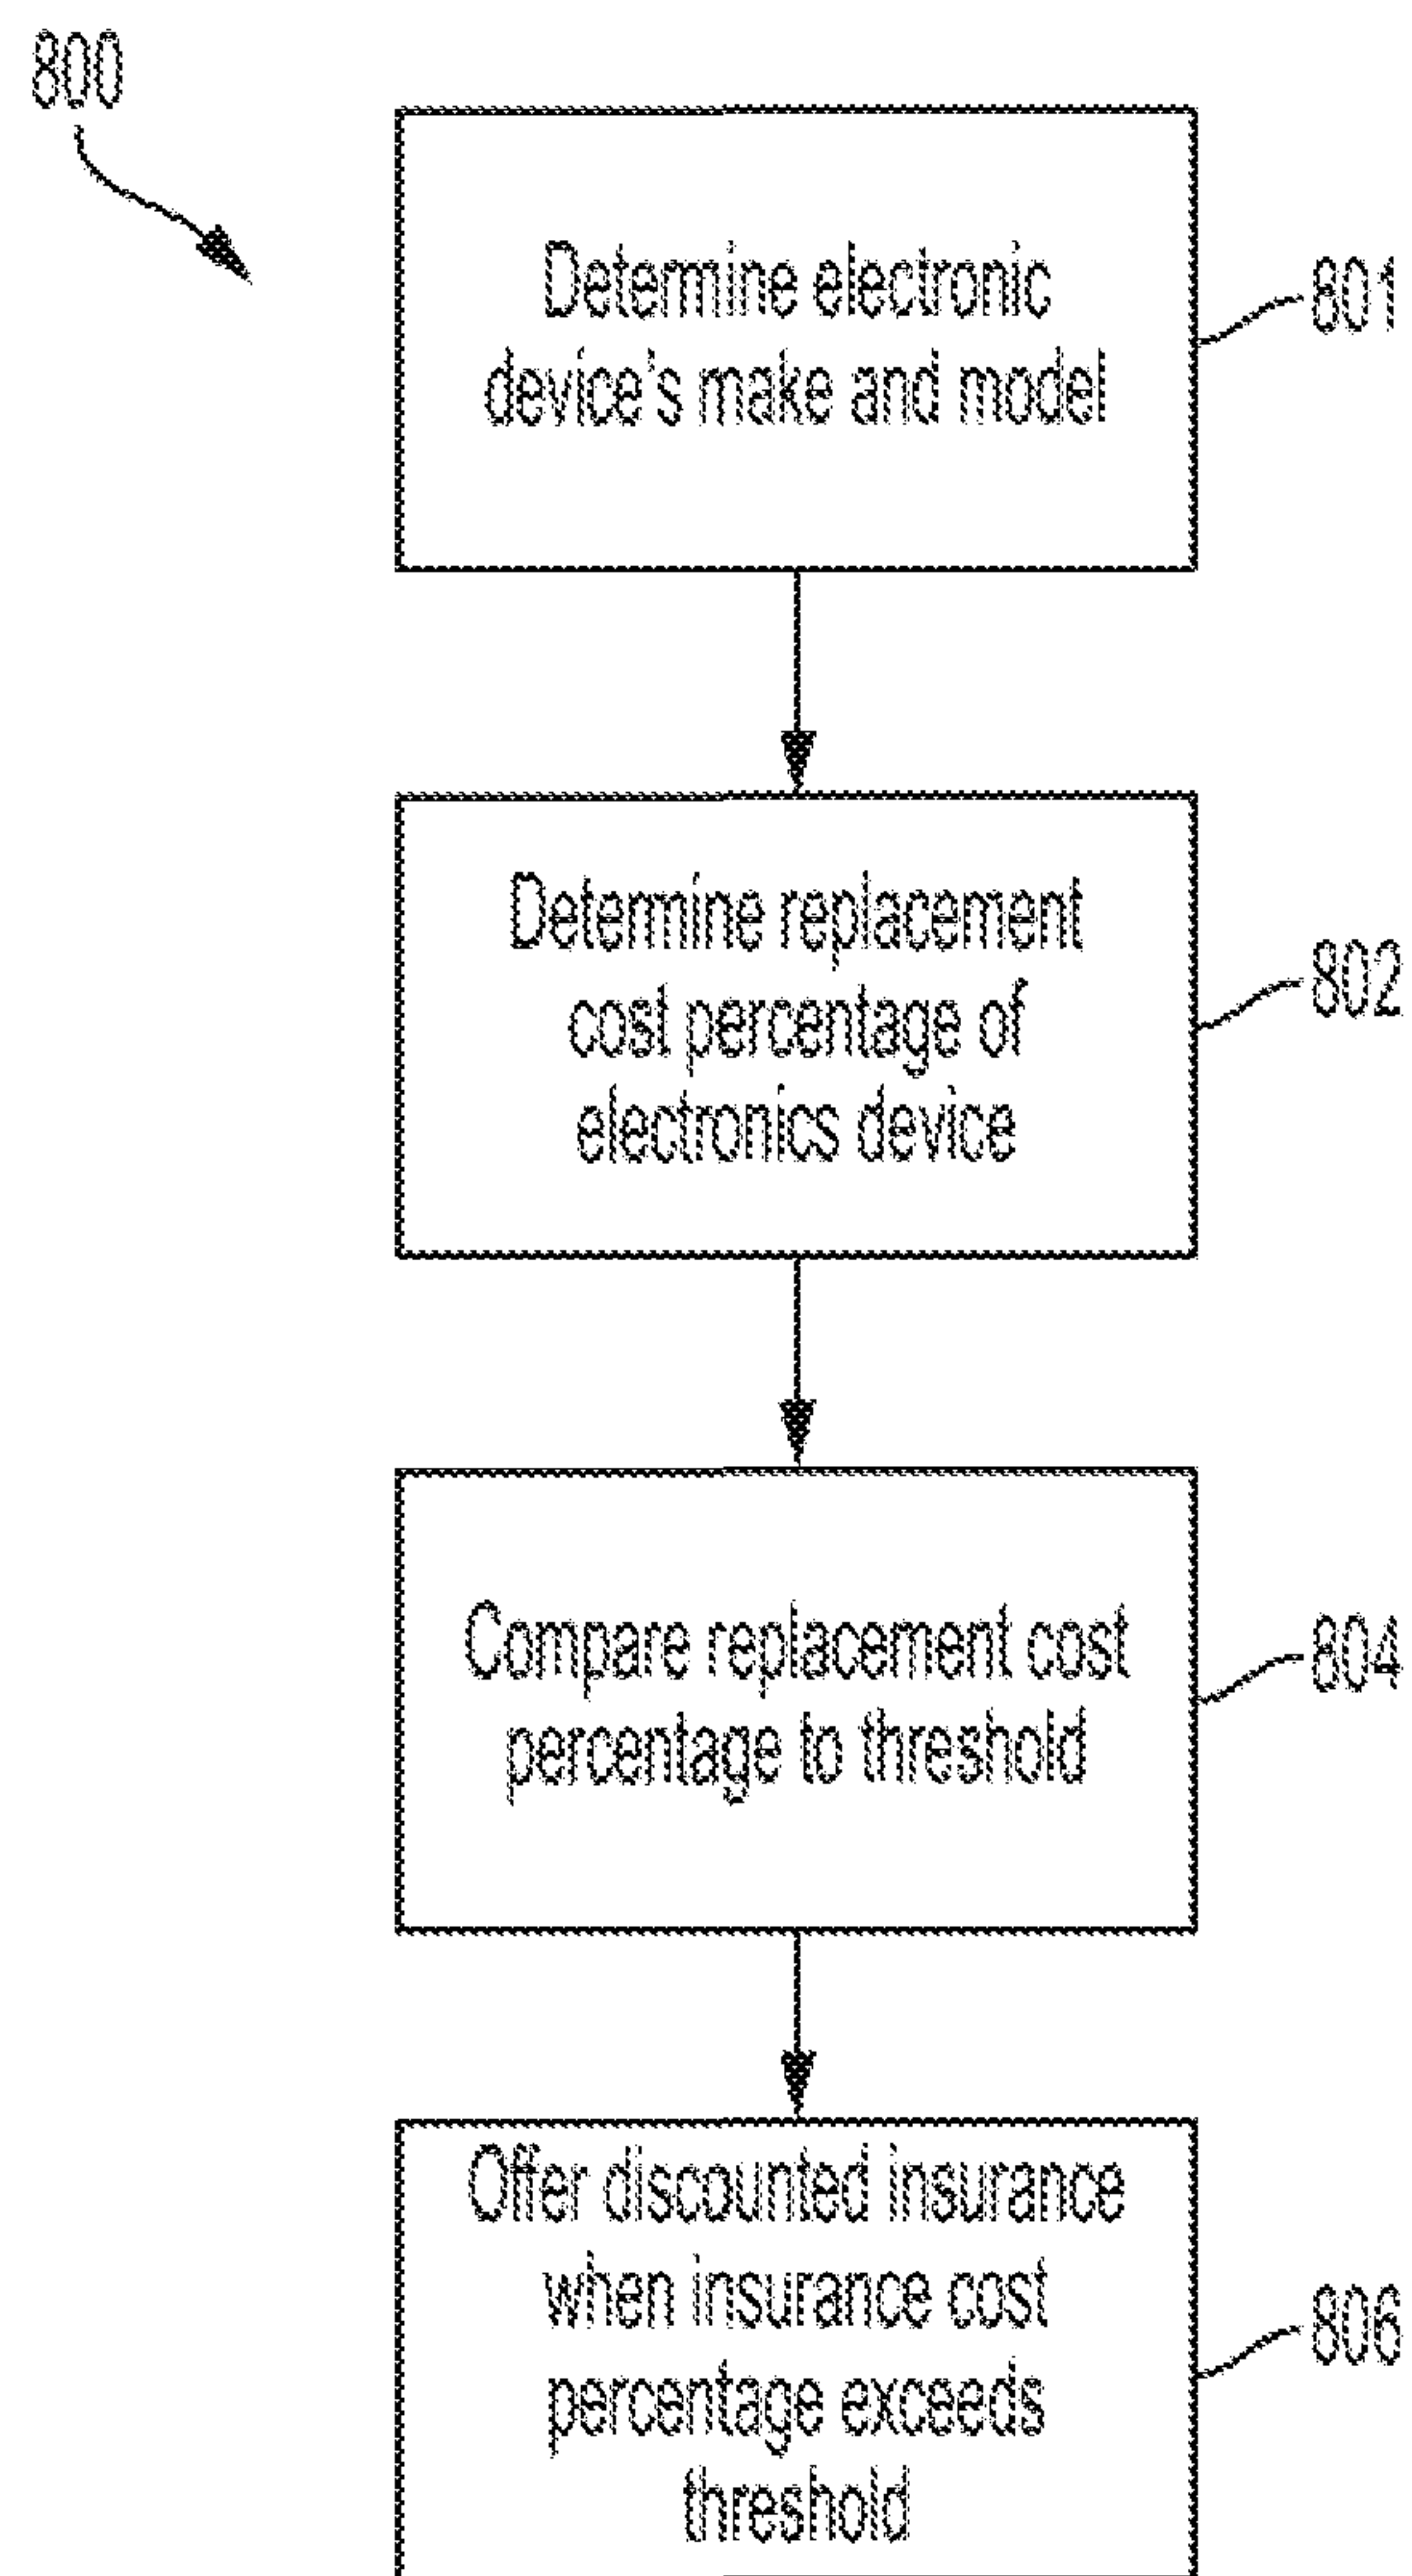 800
Determine electronic
device's make and model
801
Determine replacement
cost percentage of
electronics device
802
Compare replacement cost
percentage to threshold
804
Offer discounted insurance
when insurance cost
percentage exceeds
threshold
806